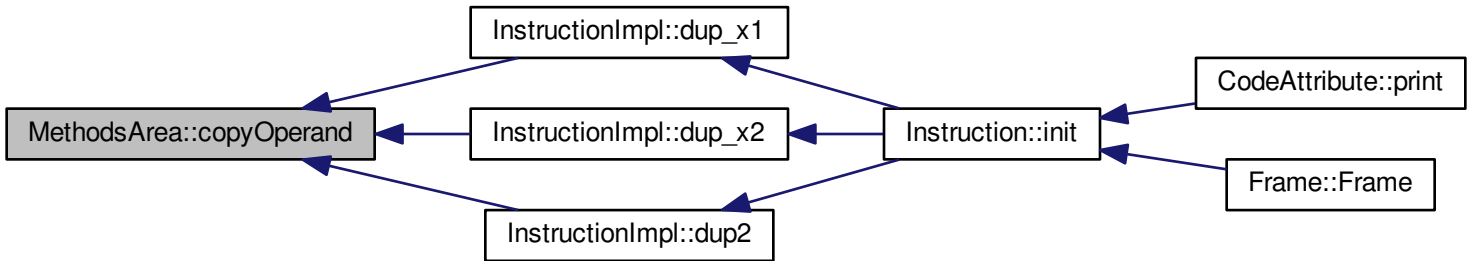 InstructionImpl::dup_x1
CodeAttribute::print
MethodsArea::copyOperand
InstructionImpl::dup_x2
Instruction::init
Frame::Frame
InstructionImpl::dup2